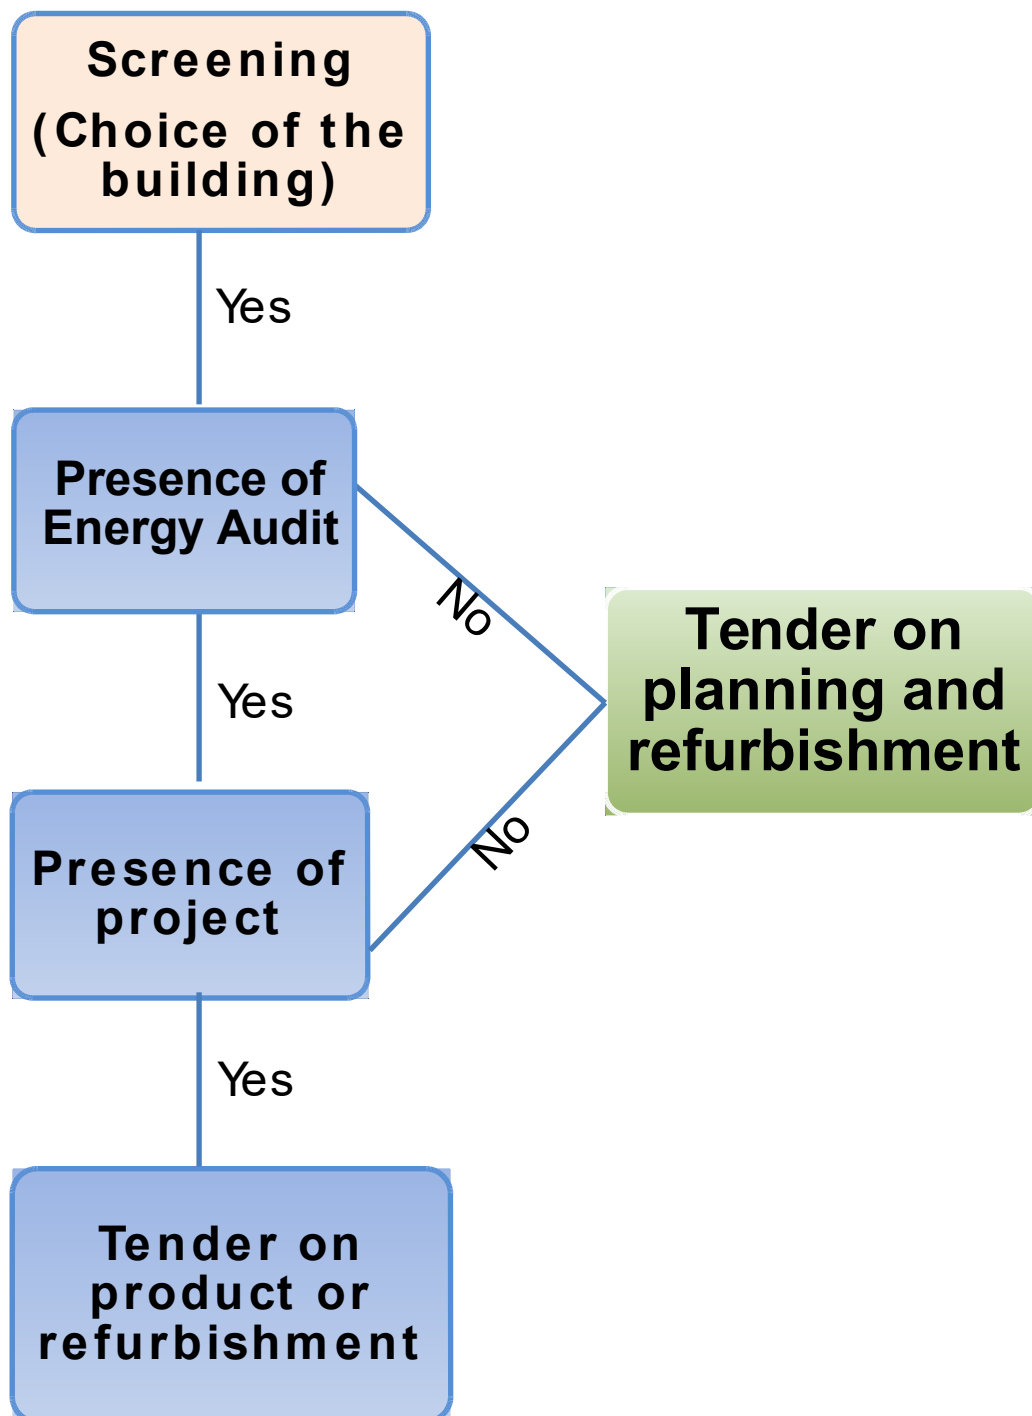 Screening
(Choice of the
building)
Yes
Presence of
Energy Audit
No
Tender on
planning and
refurbishment
Yes
No
Presence of
project
Yes
Tender on
product or
refurbishment